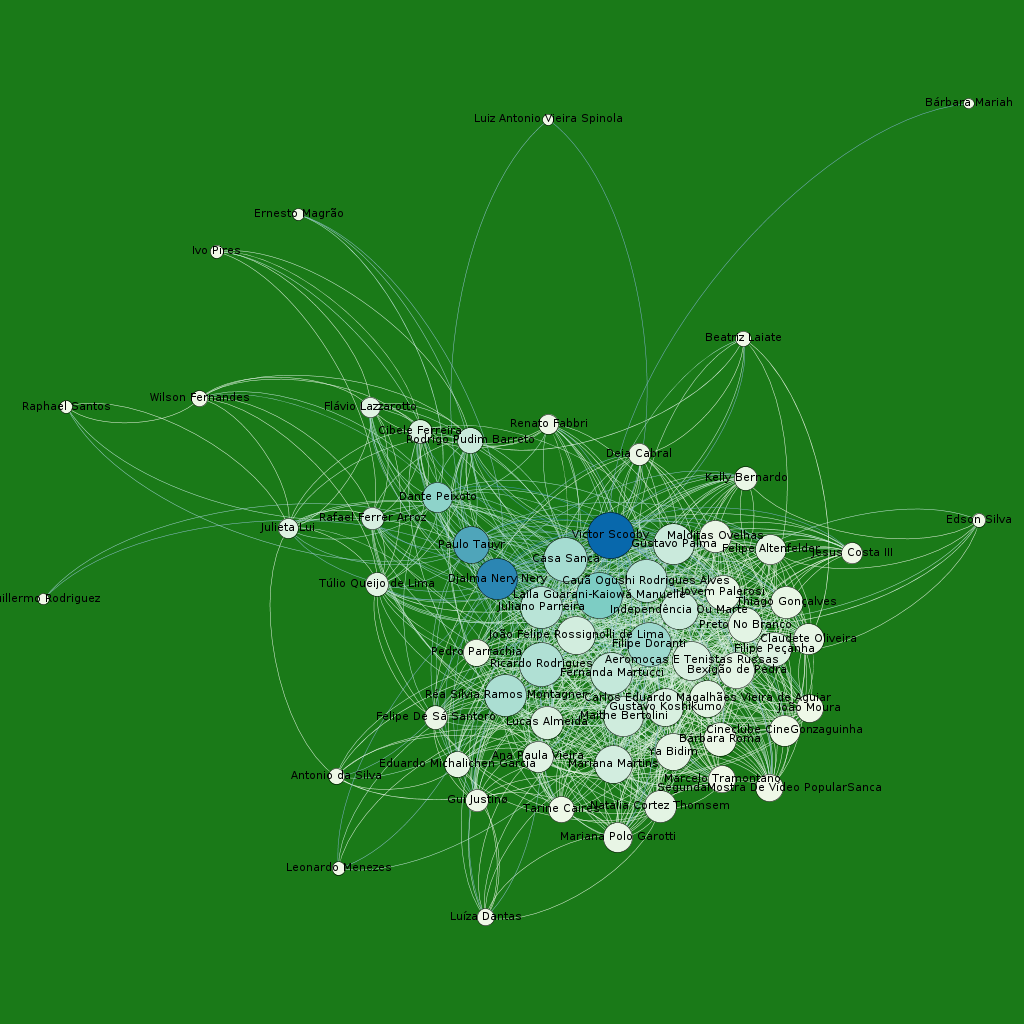 Bárbara Mariah
Luiz Antonio Vieira Spinola
Ernesto Magrão
Ivo Pires
Beatriz Laiate
Wilson Fernandes
Raphael Santos
Flávio Lazzarotto
Renato Fabbri
Cibele Ferreira
Rodrigo Pudim Barreto
Deia Cabral
Kelly Bernardo
Dante Peixoto
Rafael Ferrer Arroz
Edson Silva
Julieta Lui
Victor Scooby
Malditas Ovelhas
Gustavo Palma
Paulo Tauyr
Felipe Altenfelder
Jesus Costa III
Casa Sanca
Djalma Nery Nery
Cauã Ogushi Rodrigues Alves
Túlio Queijo de Lima
Jovem Palerosi
Laila Guarani-Kaiowá Manuelle
uillermo Rodriguez
Thiago Gonçalves
Juliano Parreira
Independência Ou Marte
Preto No Branco
João Felipe Rossignolli de Lima
Claudete Oliveira
Filipe Doranti
Filipe Peçanha
Pedro Parrachia
Aeromoças E Tenistas Russas
Ricardo Rodrigues
Bexigão de Pedra
Fernanda Martucci
Rea Sílvia Ramos Montagner
Carlos Eduardo Magalhães Vieira de Aguiar
Gustavo Koshikumo
João Moura
Felipe De Sá Santoro
Maithe Bertolini
Lucas Almeida
Cineclube CineGonzaguinha
Bárbara Roma
Ya Bidim
Ana Paula Vieira
Eduardo Michalichen Garcia
Mariana Martins
Antonio da Silva
Marcelo Tramontano
SegundaMostra De Vídeo PopularSanca
Gui Justino
Tarine Caires
Natalia Cortez Thomsem
Mariana Polo Garotti
Leonardo Menezes
Luíza Dantas